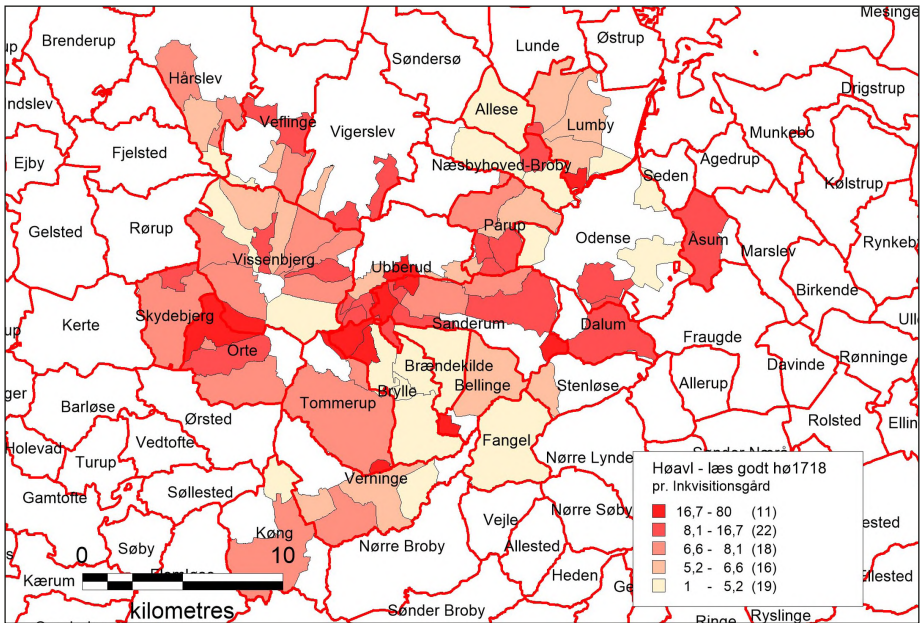 Mesinge
Brenderup
Lunde
Østrup
Søndersø
Hårslev
Drigstrup
ndslev
Allese
Veflinge
Vigerslev
Lumby
Munkebo
Fjelsted
Agedrup
Ejby
Næsbyhoved-Broby
Seden
Kølstrup
Gelsted
Rørup
Pårup
Odense
Åsum
Rynkeb
Marslev
Vissenbjerg
Ubberud
Birkende
Skydebjerg
Kerte
Sanderum
Dalum
Fraugde
Orte
Rønninge
Brændekilde
Davinde
Bellinge
Stenløse
Allerup
Brylle
ger
Barløse
Tommerup
Ørsted
Rolsted
Ellin
Vedtofte
Fangel
Holevad
Turup
Nørre Lynde
Verninge
Gamtofte
Søllested
Køng
Vejle
Nørre Søby
Søby
Nørre Broby
Allested
Heden
Kærum
Sønder Broby
Ringe
Ryslinge
Ellested
Høavl - læs godt hø1718
pr. Inkvisitionsgård
16,7 - 80 (11)
8,1 - 16,7 (22)
6,6 - 8,1 (18)
5,2 - 6,6 (16)
1 - 5,2 (19)
0 10
kilometres